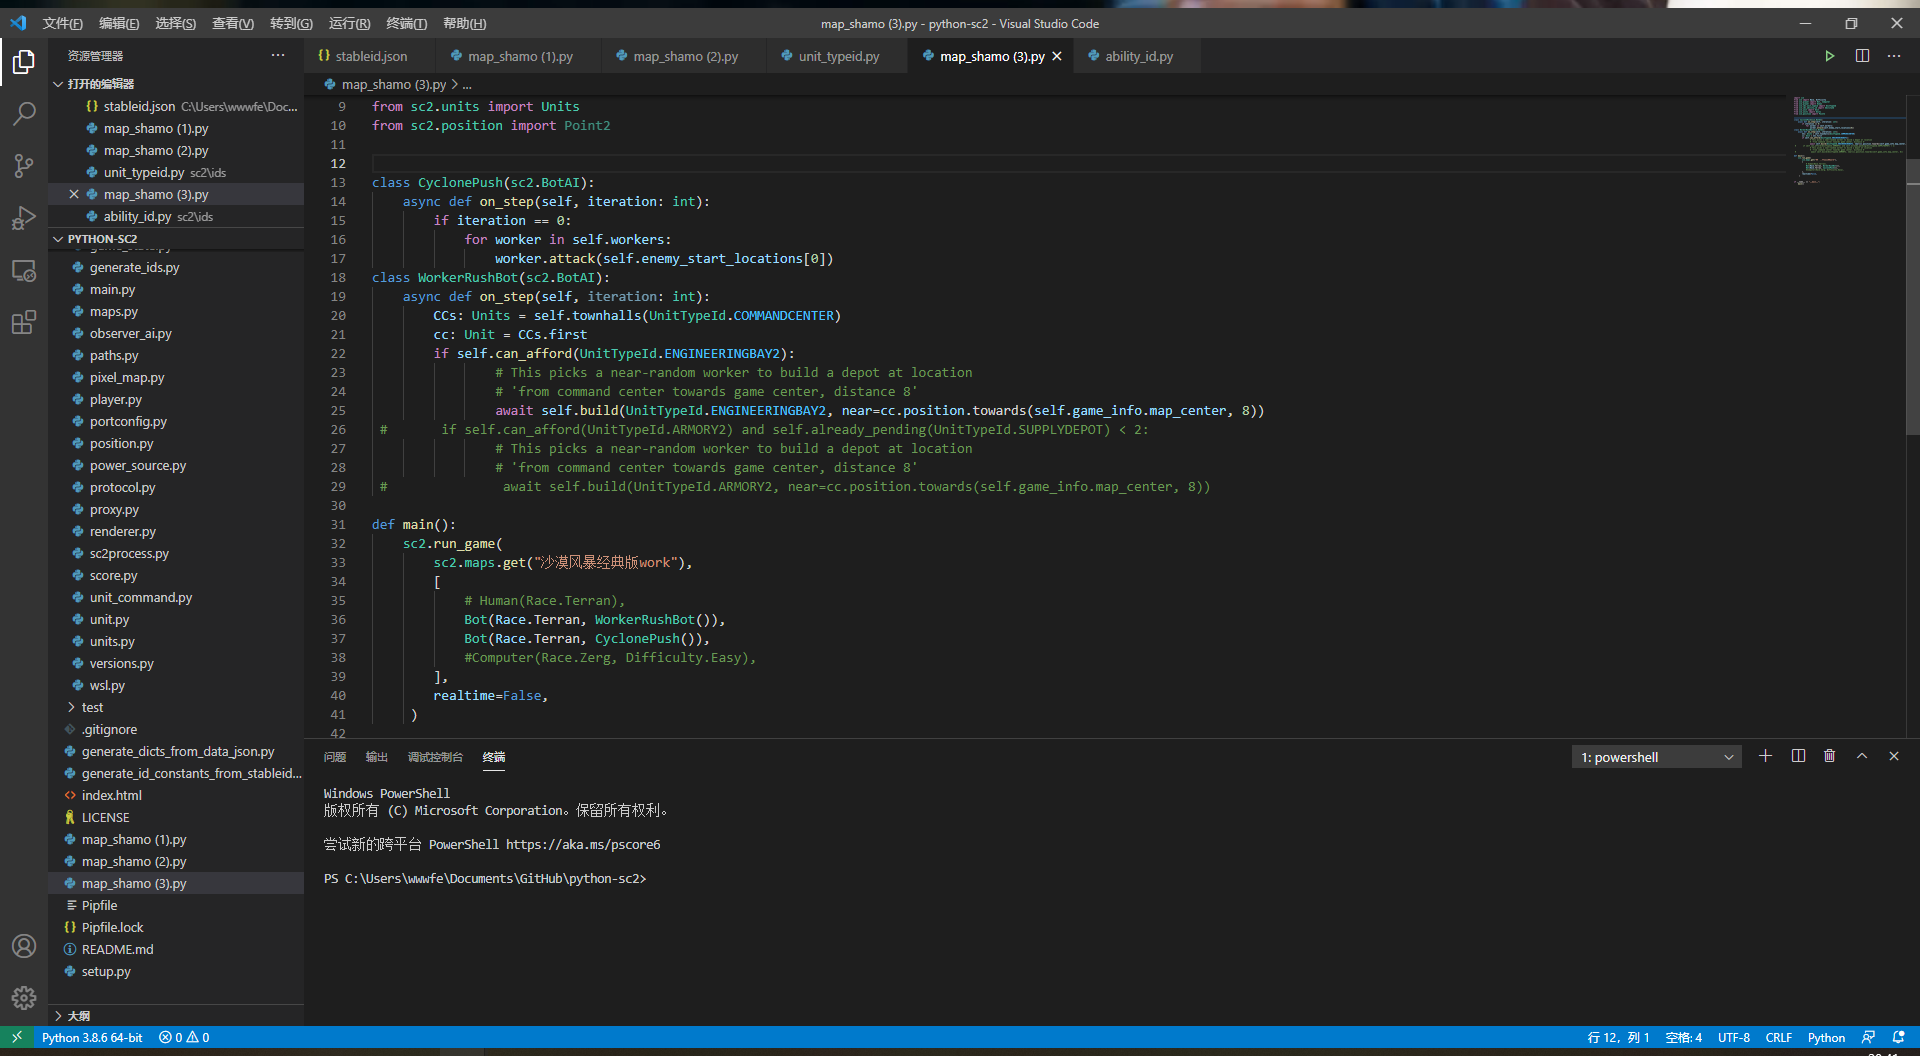 文件(F) 编辑(E) 选择(S) 查看(V) 转到(G) 运行(R) 终端(T) 帮助(H)
map_shamo (3).py - python-sc2 - Visual Studio Code
资源管理器
打开的编辑器
stableid.json C:\Users\wwwfe\Doc...
map_shamo (1).py
map_shamo (2).py
unit_typeid.py sc2\ids
map_shamo (3).py
ability_id.py sc2\ids
PYTHON-SC2
generate_ids.py
main.py
maps.py
observer_ai.py
paths.py
pixel_map.py
player.py
portconfig.py
position.py
power_source.py
protocol.py
proxy.py
renderer.py
sc2process.py
score.py
unit_command.py
unit.py
units.py
versions.py
wsl.py
test
.gitignore
generate_dicts_from_data_json.py
generate_id_constants_from_stableid...
index.html
LICENSE
map_shamo (1).py
map_shamo (2).py
map_shamo (3).py
Pipfile
Pipfile.lock
README.md
setup.py
大纲
stableid.json map_shamo (1).py map_shamo (2).py unit_typeid.py map_shamo (3).py ability_id.py
map_shamo (3).py > ...
9 from sc2.units import Units
10 from sc2.position import Point2
11
12
13 class CyclonePush(sc2.BotAI):
14 async def on_step(self, iteration: int):
15 if iteration == 0:
16 for worker in self.workers:
17 worker.attack(self.enemy_start_locations[0])
18 class WorkerRushBot(sc2.BotAI):
19 async def on_step(self, iteration: int):
20 CCs: Units = self.townhalls(UnitTypeId.COMMANDCENTER)
21 cc: Unit = CCs.first
22 if self.can_afford(UnitTypeId.ENGINEERINGBAY2):
23 # This picks a near-random worker to build a depot at location
24 # 'from command center towards game center, distance 8'
25 await self.build(UnitTypeId.ENGINEERINGBAY2, near=cc.position.towards(self.game_info.map_center, 8))
26 # if self.can_afford(UnitTypeId.ARMORY2) and self.already_pending(UnitTypeId.SUPPLYDEPOT) < 2:
27 # This picks a near-random worker to build a depot at location
28 # 'from command center towards game center, distance 8'
29 # await self.build(UnitTypeId.ARMORY2, near=cc.position.towards(self.game_info.map_center, 8))
30
31 def main():
32 sc2.run_game(
33 sc2.maps.get("沙漠风暴经典版work"),
34 [
35 # Human(Race.Terran),
36 Bot(Race.Terran, WorkerRushBot()),
37 Bot(Race.Terran, CyclonePush()),
38 #Computer(Race.Zerg, Difficulty.Easy),
39 ],
40 realtime=False,
41 )
42
问题 输出 调试控制台 终端
1: powershell
Windows PowerShell
版权所有 (C) Microsoft Corporation。保留所有权利。
尝试新的跨平台 PowerShell https://aka.ms/pscore6
PS C:\Users\wwwfe\Documents\GitHub\python-sc2>
Python 3.8.6 64-bit 0 0
行 12，列 1 空格: 4 UTF-8 CRLF Python